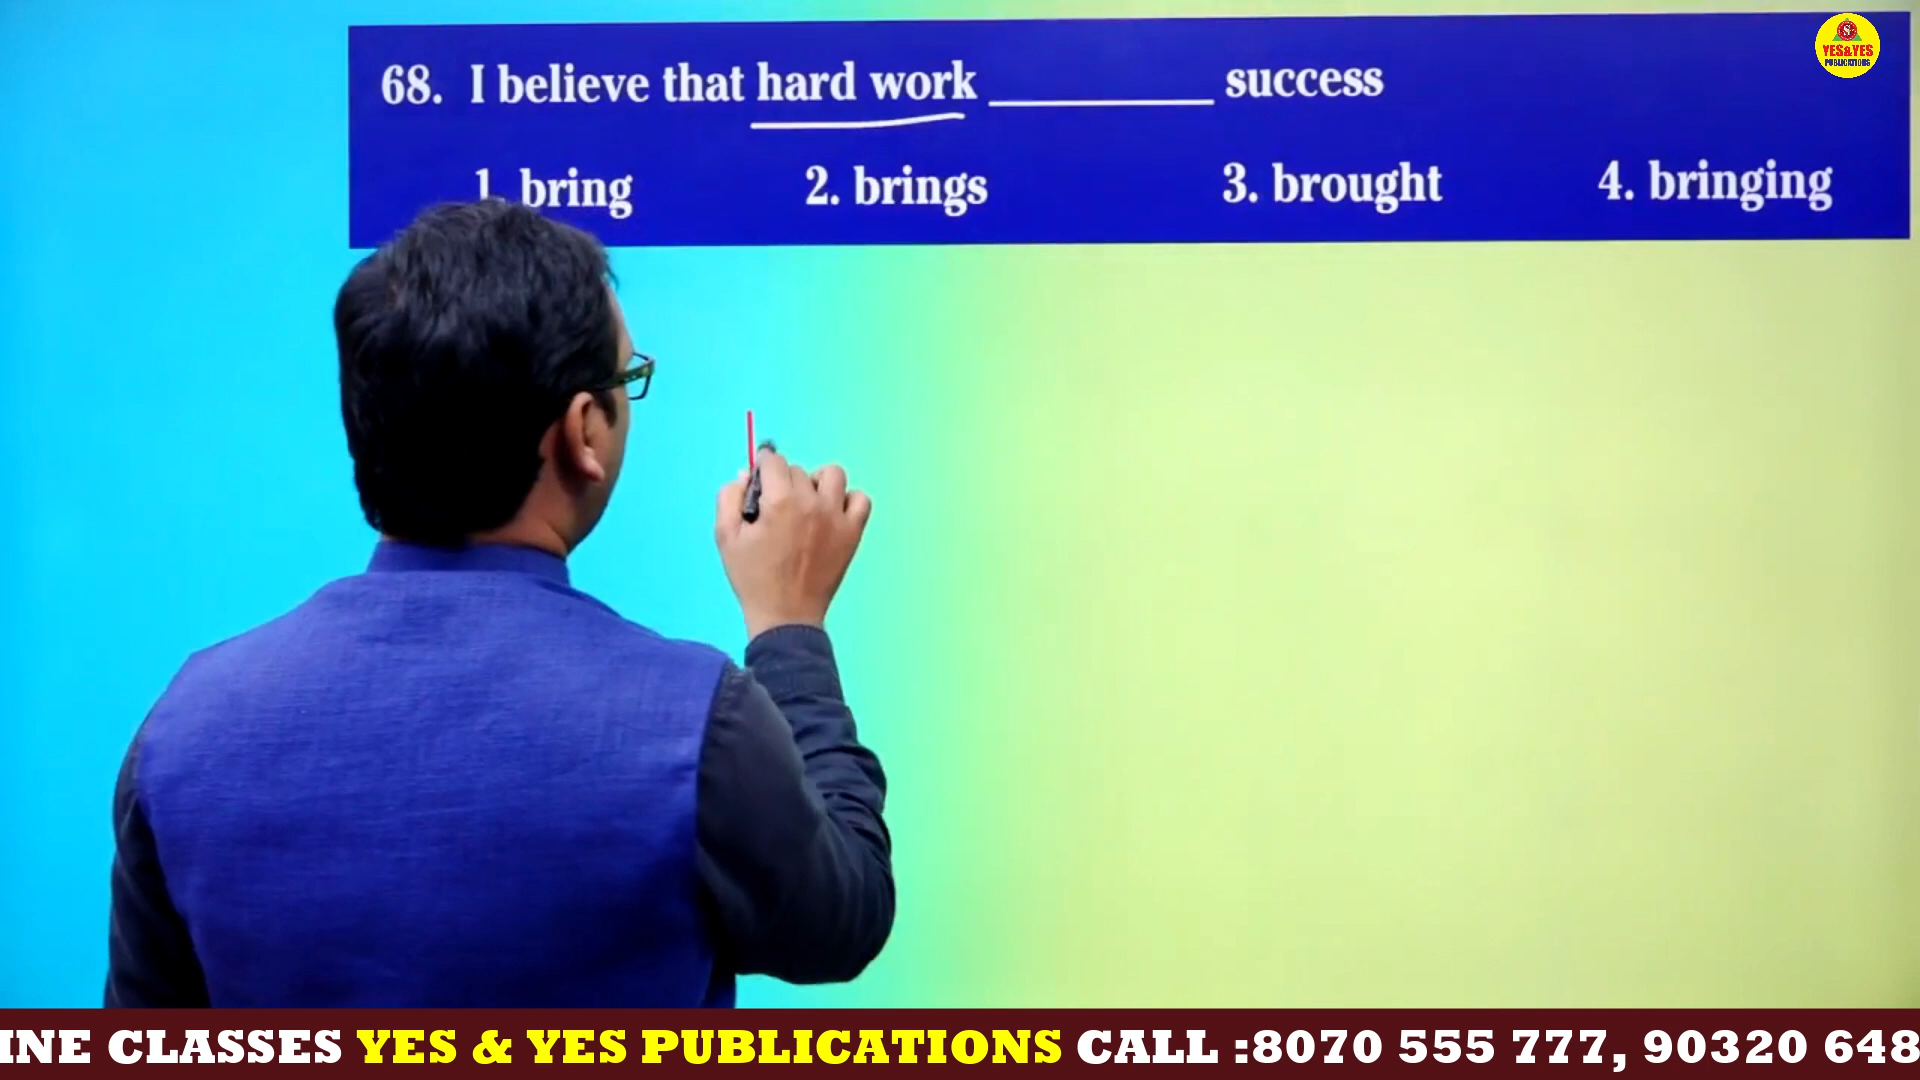 68. I believe that hard work __________ success
1. bring 2. brings 3. brought 4. bringing
YES&YES
PUBLICATIONS
INE CLASSES YES & YES PUBLICATIONS CALL :8070 555 777, 90320 648